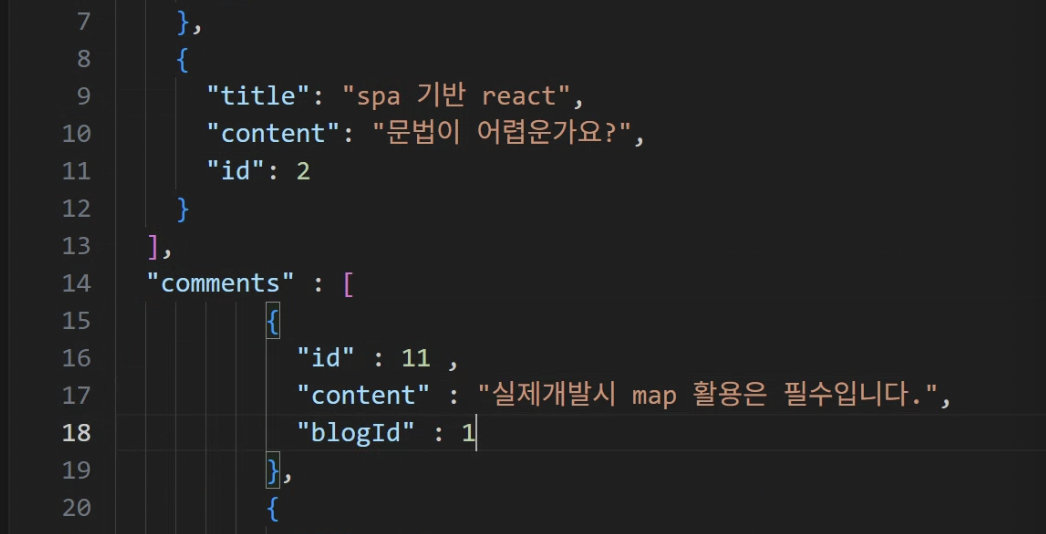 7 },
8 {
9 "title": "spa 기반 react",
10 "content": "문법이 어렵운가요?",
11 "id": 2
12 }
13 ],
14 "comments" : [
15 {
16 "id" : 11 ,
17 "content" : "실제개발시 map 활용은 필수입니다.",
18 "blogId" : 1
19 },
20 {